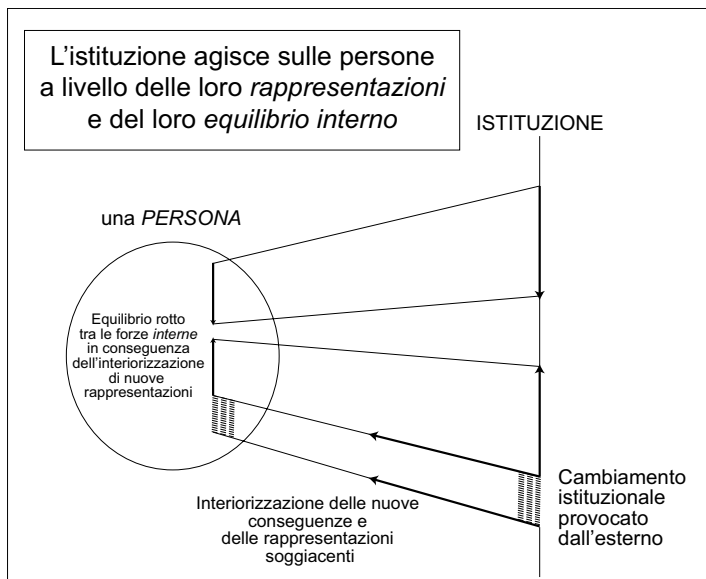 L'istituzione agisce sulle persone
a livello delle loro rappresentazioni
e del loro equilibrio interno
ISTITUZIONE
una PERSONA
Equilibrio rotto
tra le forze interne
in conseguenza
dell'interiorizzazione
di nuove
rappresentazioni
Interiorizzazione delle nuove
conseguenze e
delle rappresentazioni
soggiacenti
Cambiamento
istituzionale
provocato
dall'esterno